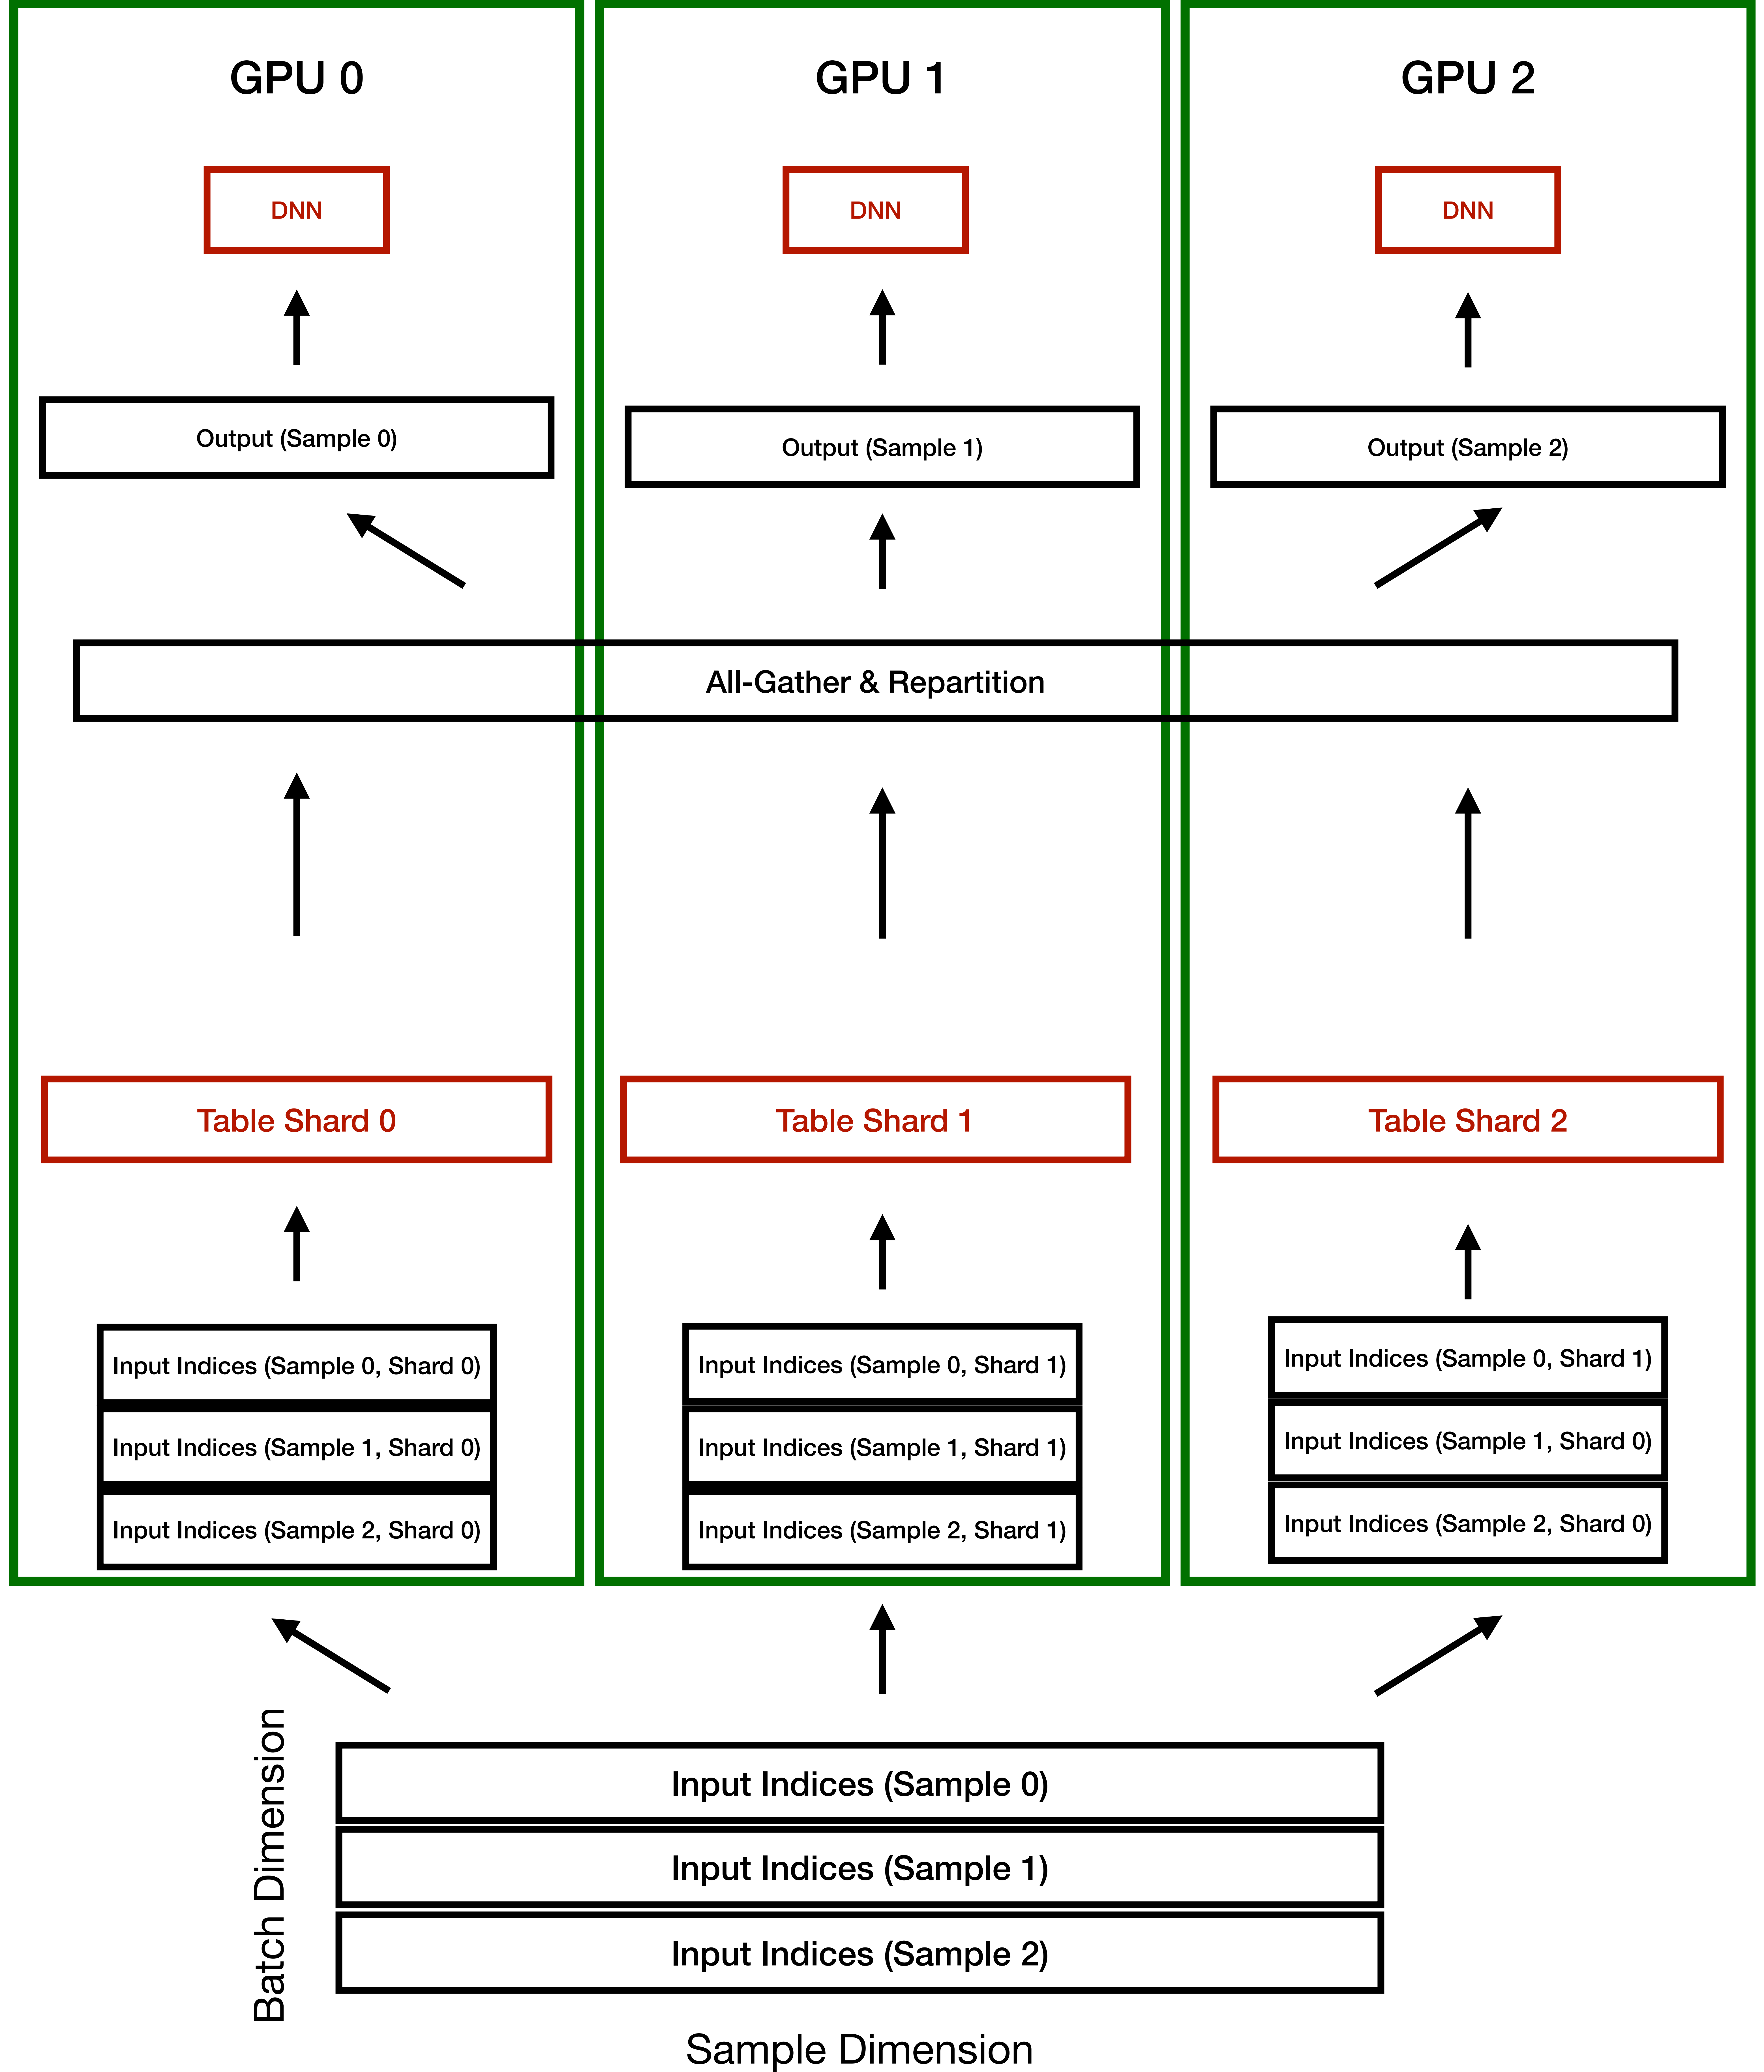 GPU 0
GPU 1
GPU 2
DNN
DNN
DNN
Output (Sample 0)
Output (Sample 1)
Output (Sample 2)
All-Gather & Repartition
Table Shard 0
Table Shard 1
Table Shard 2
Input Indices (Sample 0, Shard 0)
Input Indices (Sample 1, Shard 0)
Input Indices (Sample 2, Shard 0)
Input Indices (Sample 0, Shard 1)
Input Indices (Sample 1, Shard 1)
Input Indices (Sample 2, Shard 1)
Input Indices (Sample 0, Shard 1)
Input Indices (Sample 1, Shard 0)
Input Indices (Sample 2, Shard 0)
Batch Dimension
Input Indices (Sample 0)
Input Indices (Sample 1)
Input Indices (Sample 2)
Sample Dimension